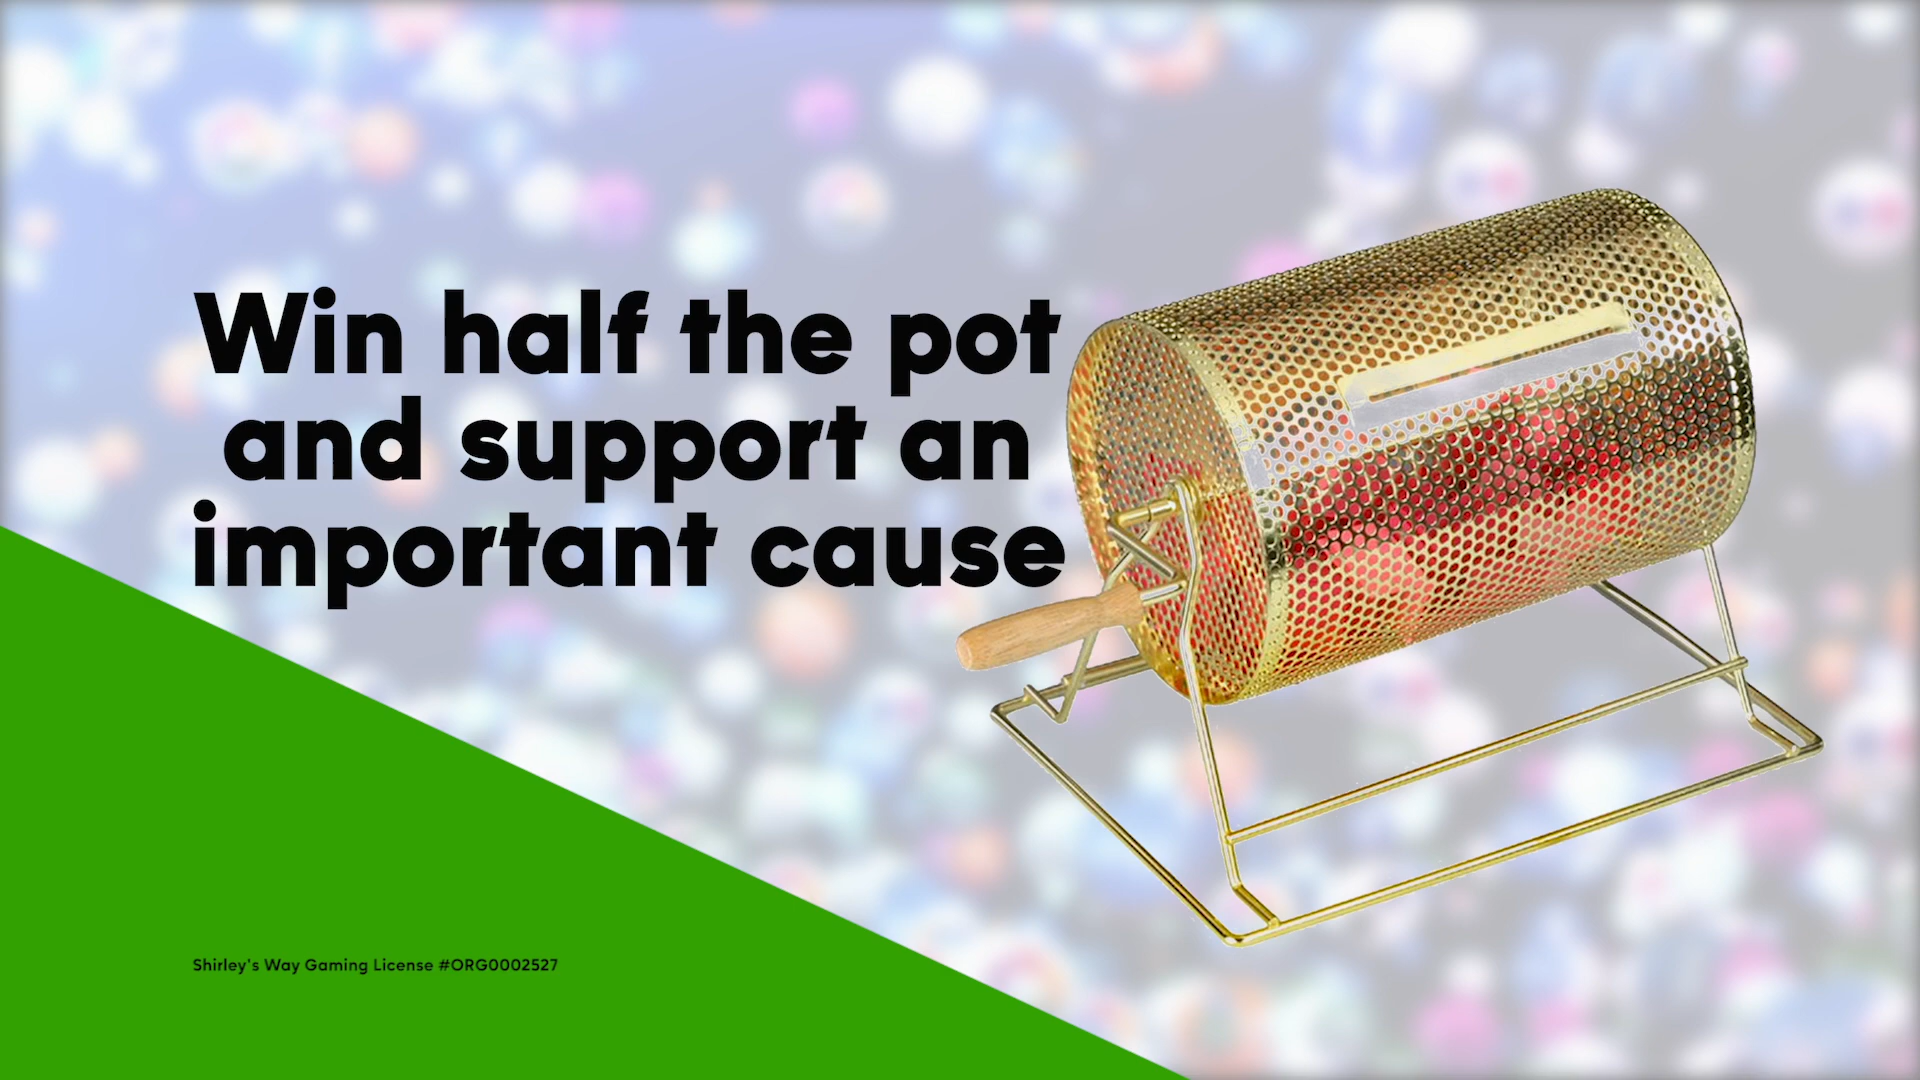 Win half the pot
and support an
important cause
Shirley's Way Gaming License #ORG0002527